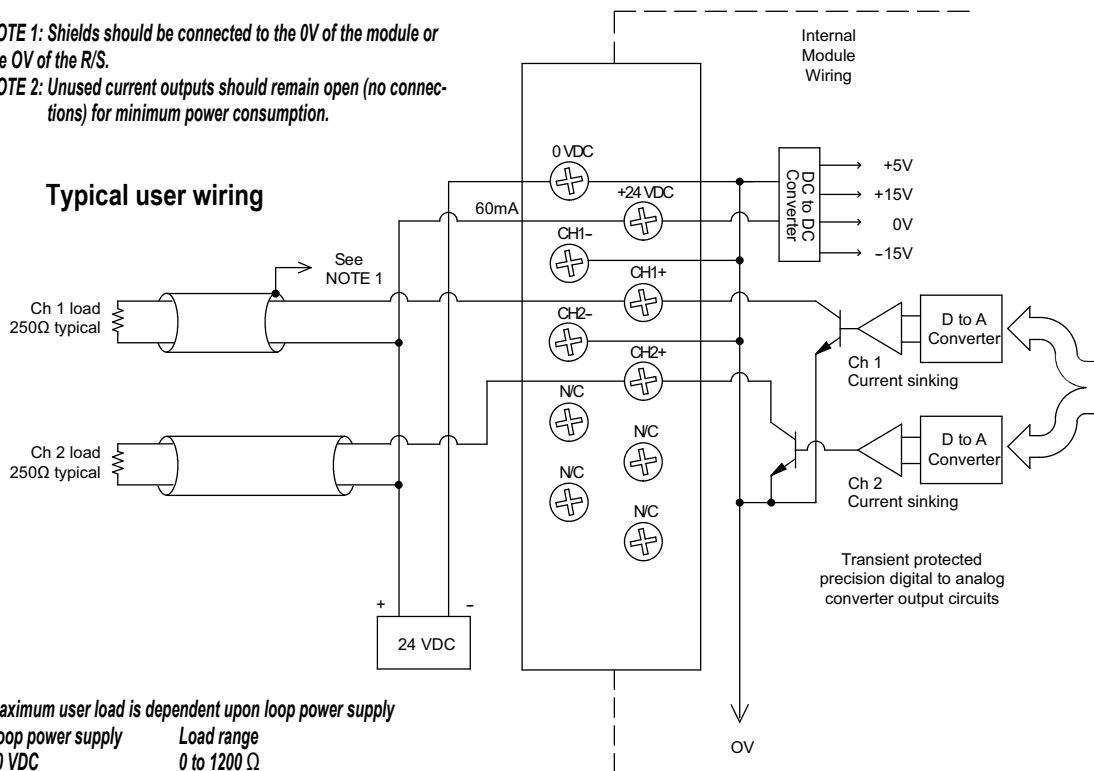 OTE 1: Shields should be connected to the 0V of the module or
e OV of the R/S.
OTE 2: Unused current outputs should remain open (no connec-
tions) for minimum power consumption.
Internal
Module
Wiring
Typical user wiring
0 VDC
+24 VDC
60mA
CH1-
CH1+
CH2-
CH2+
N/C
N/C
N/C
N/C
DC to DC
Converter
+5V
+15V
0V
-15V
See
NOTE 1
Ch 1 load
250Ω typical
D to A
Converter
Ch 1
Current sinking
Ch 2 load
250Ω typical
D to A
Converter
Ch 2
Current sinking
Transient protected
precision digital to analog
converter output circuits
+
-
24 VDC
aximum user load is dependent upon loop power supply
oop power supply Load range
0 VDC 0 to 1200 Ω
OV